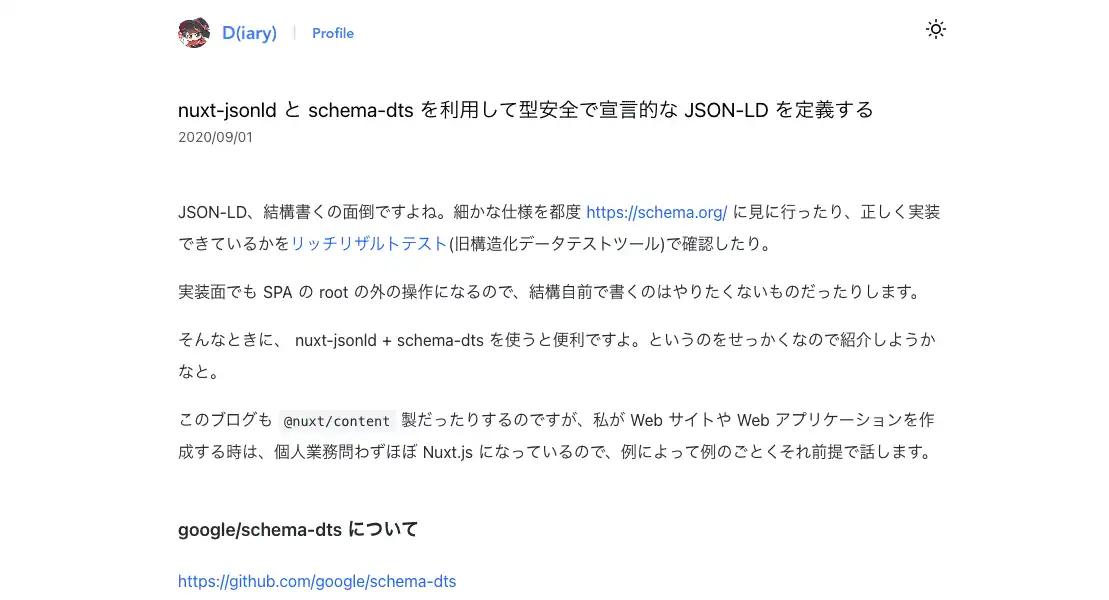 D(iary) | Profile
nuxt-jsonld と schema-dts を利用して型安全で宣言的な JSON-LD を定義する
2020/09/01
JSON-LD、結構書くの面倒ですよね。細かな仕様を都度 https://schema.org/ に見に行ったり、正しく実装
できているかをリッチリザルトテスト(旧構造化データテストツール)で確認したり。
実装面でも SPA の root の外の操作になるので、結構自前で書くのはやりたくないものだったりします。
そんなときに、 nuxt-jsonld + schema-dts を使うと便利ですよ。というのをせっかくなので紹介しようか
なと。
このブログも @nuxt/content 製だったりするのですが、私が Web サイトや Web アプリケーションを作
成する時は、個人業務問わずほぼ Nuxt.js になっているので、例によって例のごとくそれ前提で話します。
google/schema-dts について
https://github.com/google/schema-dts